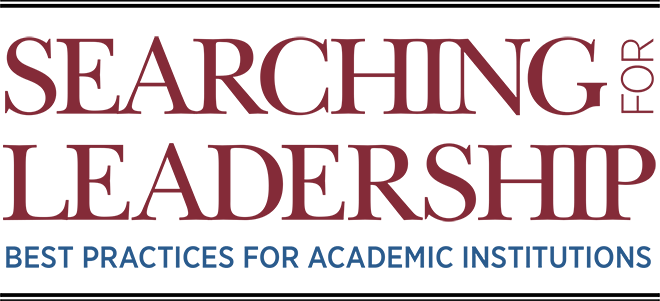 SEARCHING FOR
LEADERSHIP
BEST PRACTICES FOR ACADEMIC INSTITUTIONS